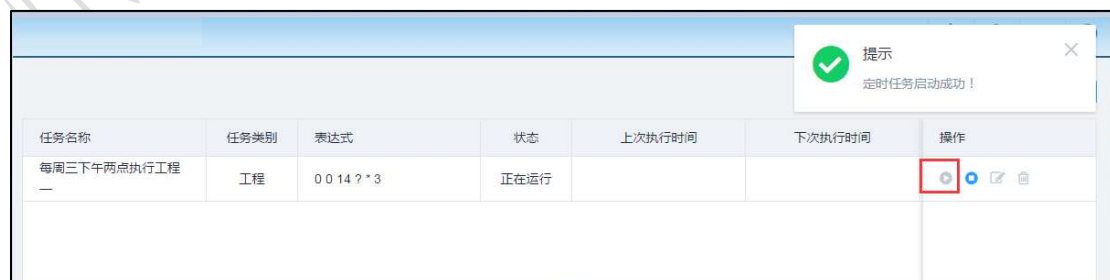 提示
定时任务启动成功！
任务名称 任务类别 表达式 状态 上次执行时间 下次执行时间 操作
每周三下午两点执行工程 工程 0 0 14 ? * 3 正在运行
一